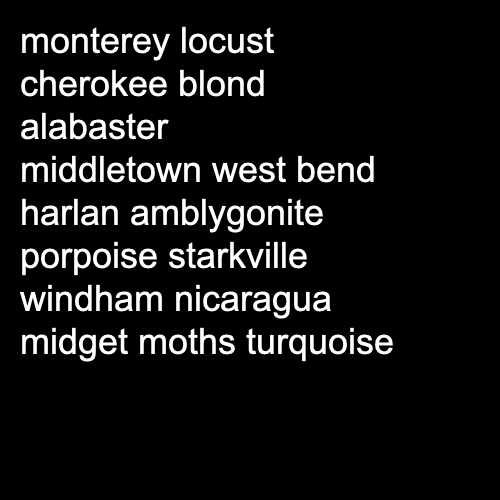 monterey locust
cherokee blond
alabaster
middletown west bend
harlan amblygonite
porpoise starkville
windham nicaragua
midget moths turquoise